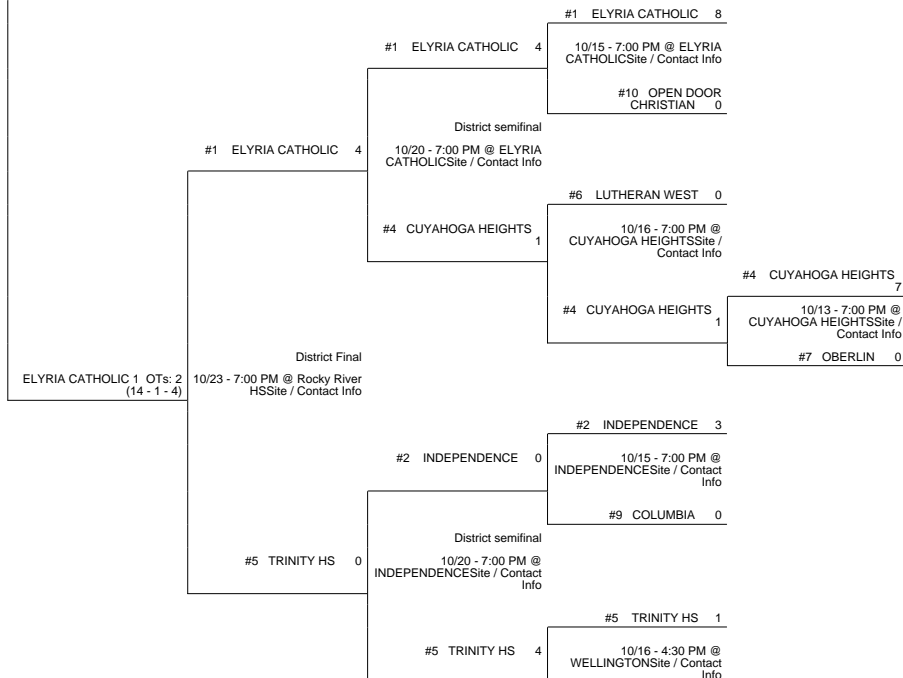 #1 ELYRIA CATHOLIC 8
#1 ELYRIA CATHOLIC 4
10/15 - 7:00 PM @ ELYRIA
CATHOLICSite / Contact Info
#10 OPEN DOOR
CHRISTIAN 0
District semifinal
#1 ELYRIA CATHOLIC 4
10/20 - 7:00 PM @ ELYRIA
CATHOLICSite / Contact Info
#6 LUTHERAN WEST 0
#4 CUYAHOGA HEIGHTS
1
10/16 - 7:00 PM @
CUYAHOGA HEIGHTSSite /
Contact Info
#4 CUYAHOGA HEIGHTS
7
#4 CUYAHOGA HEIGHTS
1
10/13 - 7:00 PM @
CUYAHOGA HEIGHTSSite /
Contact Info
#7 OBERLIN 0
District Final
ELYRIA CATHOLIC 1 OTs: 2
(14 - 1 - 4)
10/23 - 7:00 PM @ Rocky River
HSSite / Contact Info
#2 INDEPENDENCE 3
#2 INDEPENDENCE 0
10/15 - 7:00 PM @
INDEPENDENCESite / Contact
Info
#9 COLUMBIA 0
District semifinal
#5 TRINITY HS 0
10/20 - 7:00 PM @
INDEPENDENCESite / Contact
Info
#5 TRINITY HS 1
#5 TRINITY HS 4
10/16 - 4:30 PM @
WELLINGTONSite / Contact
Info